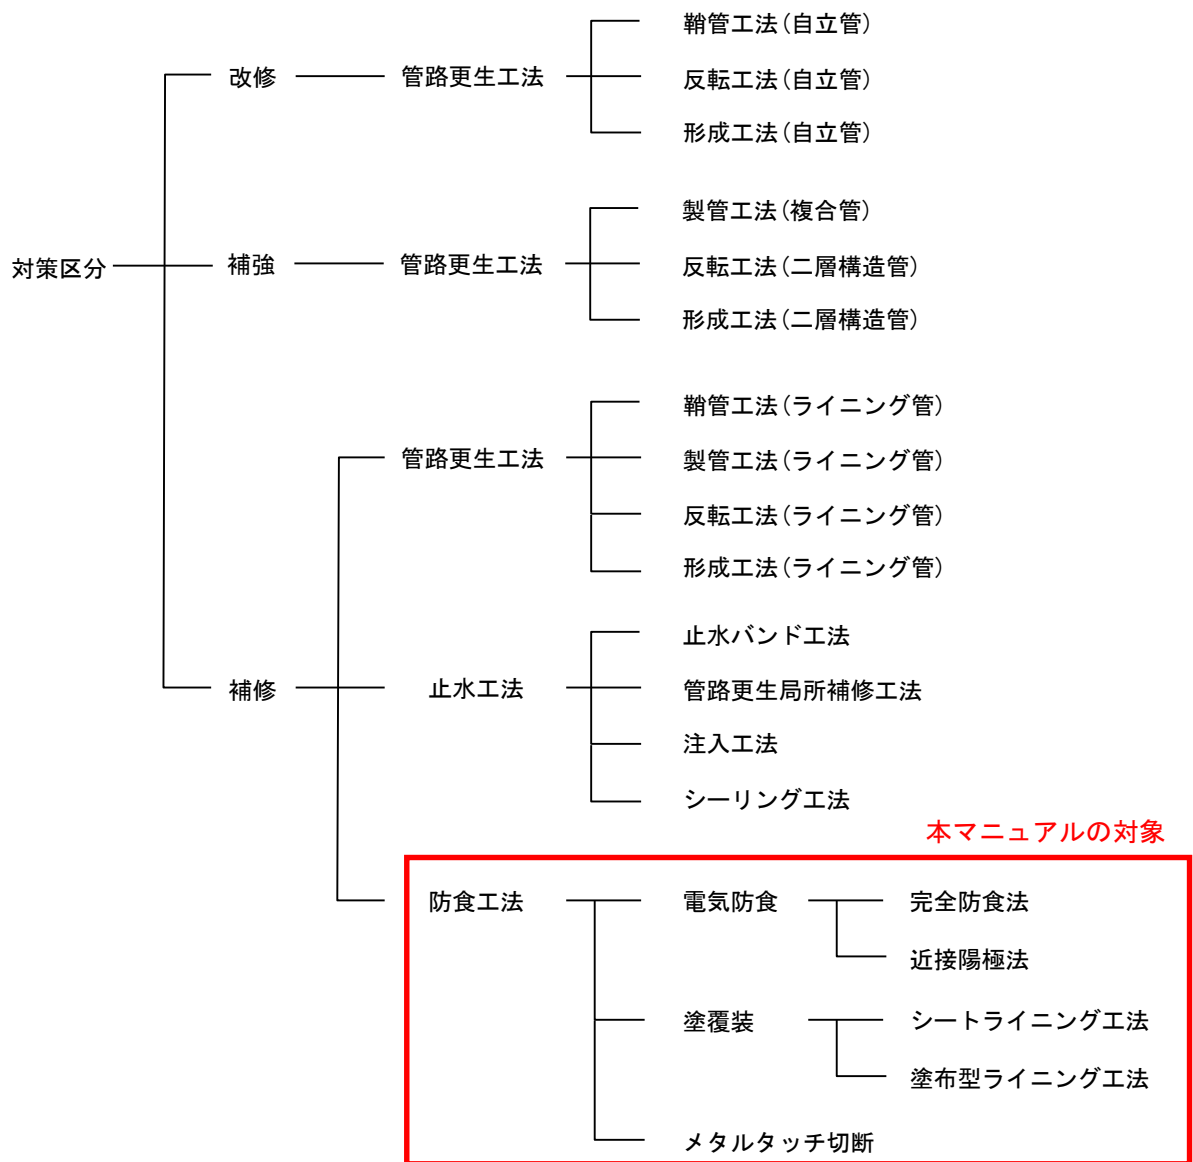 鞘管工法(自立管)
改修
管路更生工法
反転工法(自立管)
形成工法(自立管)
製管工法(複合管)
対策区分
補強
管路更生工法
反転工法(二層構造管)
形成工法(二層構造管)
鞘管工法(ライニング管)
管路更生工法
製管工法(ライニング管)
反転工法(ライニング管)
形成工法(ライニング管)
止水バンド工法
補修
止水工法
管路更生局所補修工法
注入工法
シーリング工法
本マニュアルの対象
防食工法
電気防食
完全防食法
近接陽極法
塗覆装
シートライニング工法
塗布型ライニング工法
メタルタッチ切断